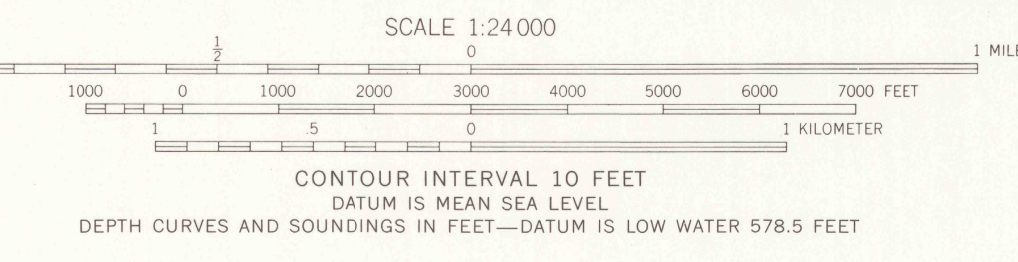 SCALE 1:24 000
1/2 0 1 MILE
1000 0 1000 2000 3000 4000 5000 6000 7000 FEET
1 .5 0 1 KILOMETER
CONTOUR INTERVAL 10 FEET
DATUM IS MEAN SEA LEVEL
DEPTH CURVES AND SOUNDINGS IN FEET—DATUM IS LOW WATER 578.5 FEET